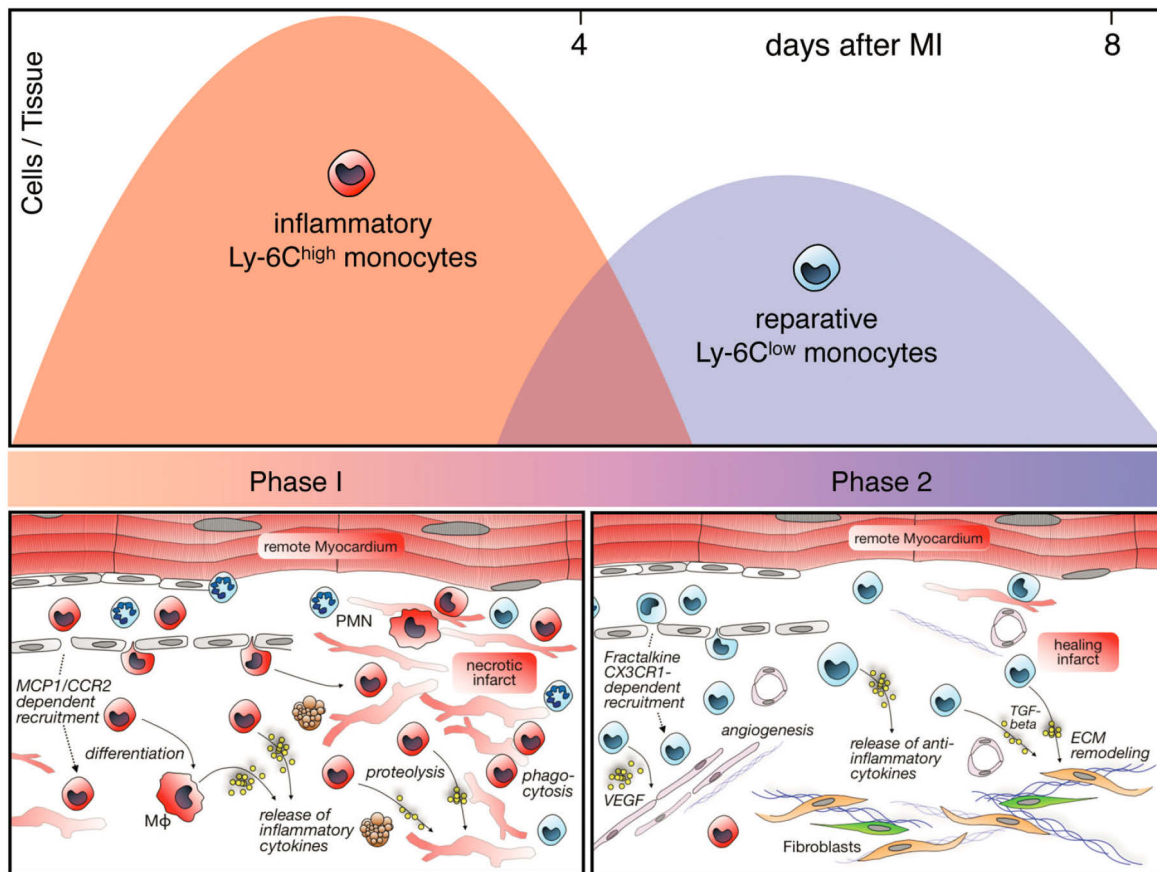 4
days after MI
8
Cells / Tissue
inflammatory
Ly-6Chigh monocytes
reparative
Ly-6Clow monocytes
Phase I
Phase 2
remote Myocardium
PMN
necrotic
infarct
MCP1/CCR2
dependent
recruitment
differentiation
Mϕ
release of
inflammatory
cytokines
proteolysis
phago-
cytosis
remote Myocardium
healing
infarct
Fractalkine
CX3CR1-
dependent
recruitment
angiogenesis
VEGF
release of anti-
inflammatory
cytokines
TGF-
beta
ECM
remodeling
Fibroblasts